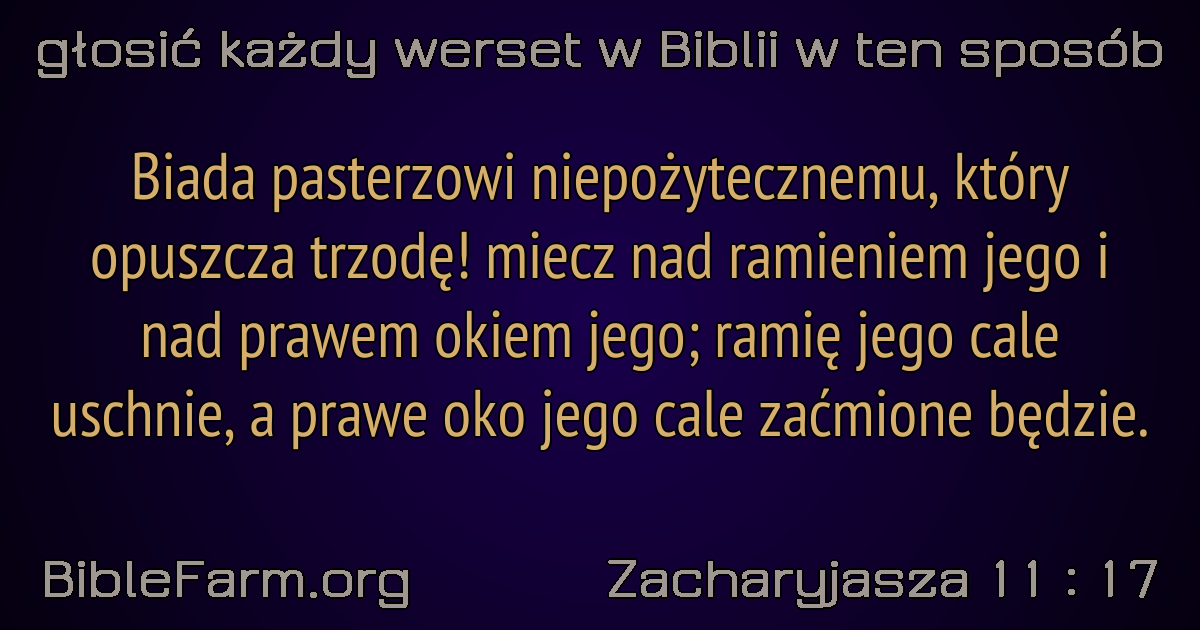 głosić każdy werset w Biblii w ten sposób
Biada pasterzowi niepożytecznemu, który
opuszcza trzodę! miecz nad ramieniem jego i
nad prawem okiem jego; ramię jego cale
uschnie, a prawe oko jego cale zaćmione będzie.
BibleFarm.org
Zacharyjasza 11 : 17